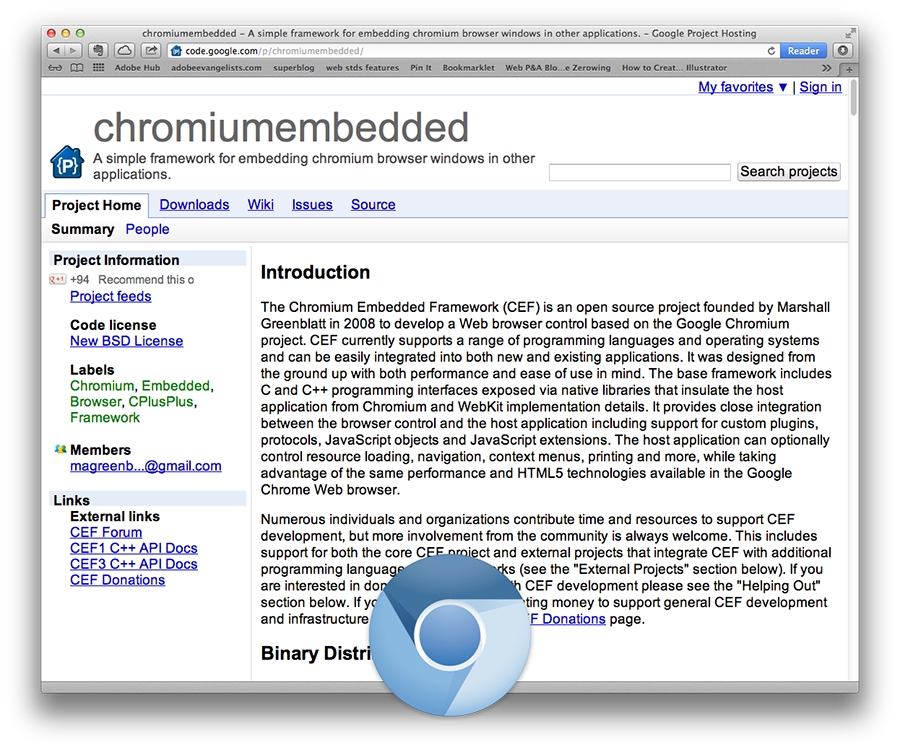 chromiumembedded – A simple framework for embedding chromium browser windows in other applications. – Google Project Hosting
code.google.com/p/chromiumembedded/
Reader
Adobe Hub adobeevangelists.com superblog web stds features Pin It Bookmarklet Web P&A Blo...e Zerowing How to Creat... Illustrator
My favorites ▼ | Sign in
chromiumembedded
A simple framework for embedding chromium browser windows in other
applications.
Search projects
Project Home Downloads Wiki Issues Source
Summary People
Project Information
+1 +94 Recommend this o
Project feeds
Code license
New BSD License
Labels
Chromium, Embedded,
Browser, CPlusPlus,
Framework
Members
magreenb...@gmail.com
Links
External links
CEF Forum
CEF1 C++ API Docs
CEF3 C++ API Docs
CEF Donations
Introduction
The Chromium Embedded Framework (CEF) is an open source project founded by Marshall
Greenblatt in 2008 to develop a Web browser control based on the Google Chromium
project. CEF currently supports a range of programming languages and operating systems
and can be easily integrated into both new and existing applications. It was designed from
the ground up with both performance and ease of use in mind. The base framework includes
C and C++ programming interfaces exposed via native libraries that insulate the host
application from Chromium and WebKit implementation details. It provides close integration
between the browser control and the host application including support for custom plugins,
protocols, JavaScript objects and JavaScript extensions. The host application can optionally
control resource loading, navigation, context menus, printing and more, while taking
advantage of the same performance and HTML5 technologies available in the Google
Chrome Web browser.
Numerous individuals and organizations contribute time and resources to support CEF
development, but more involvement from the community is always welcome. This includes
support for both the core CEF project and external projects that integrate CEF with additional
programming language (see the "External Projects" section below). If you
are interested in CEF development please see the "Helping Out"
section below. If money to support general CEF development
and infrastructure Donations page.
Binary